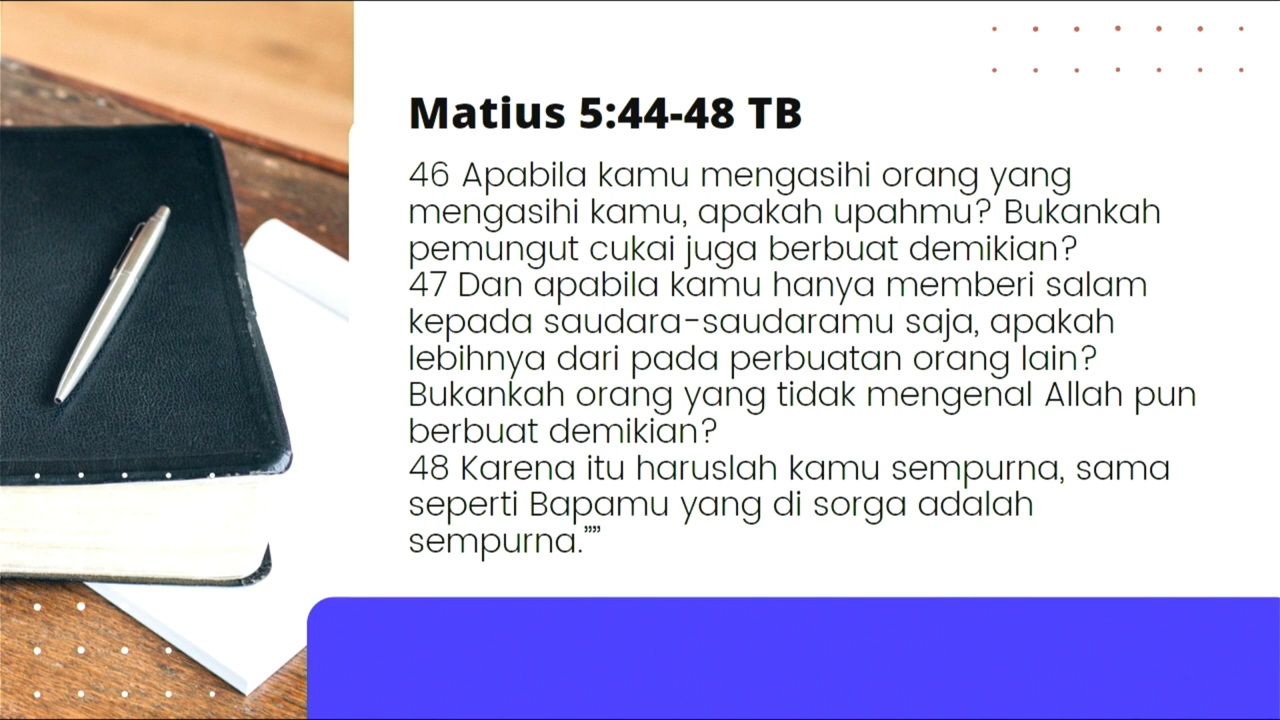 Matius 5:44-48 TB
46 Apabila kamu mengasihi orang yang
mengasihi kamu, apakah upahmu? Bukankah
pemungut cukai juga berbuat demikian?
47 Dan apabila kamu hanya memberi salam
kepada saudara-saudaramu saja, apakah
lebihnya dari pada perbuatan orang lain?
Bukankah orang yang tidak mengenal Allah pun
berbuat demikian?
48 Karena itu haruslah kamu sempurna, sama
seperti Bapamu yang di sorga adalah
sempurna.””